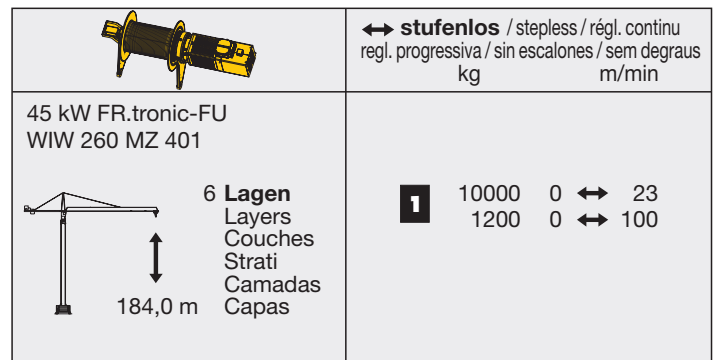 ↔ stufenlos / stepless / régl. continu
regl. progressiva / sin escalones / sem degraus
kg m/min
45 kW FR.tronic-FU
WIW 260 MZ 401
6 Lagen
Layers
Couches
Strati
Camadas
184,0 m Capas
1 10000 0 ↔ 23
1200 0 ↔ 100